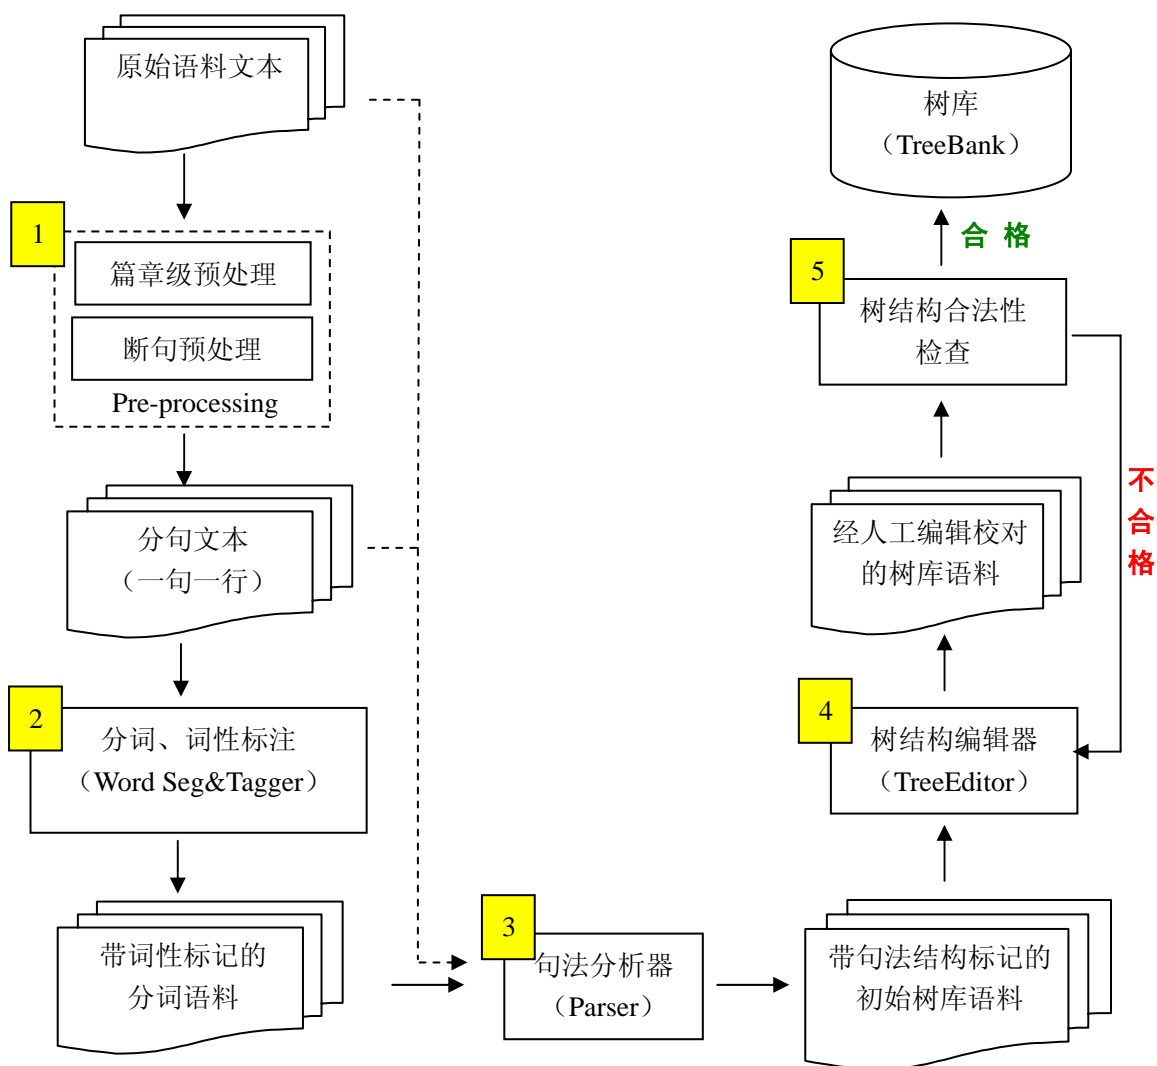 原始语料文本
1
篇章级预处理
断句预处理
Pre-processing
分句文本
（一句一行）
2
分词、词性标注
（Word Seg&Tagger）
带词性标记的
分词语料
3
句法分析器
（Parser）
带句法结构标记的
初始树库语料
4
树结构编辑器
（TreeEditor）
经人工编辑校对
的树库语料
5
树结构合法性
检查
不
合
格
合 格
树库
（TreeBank）